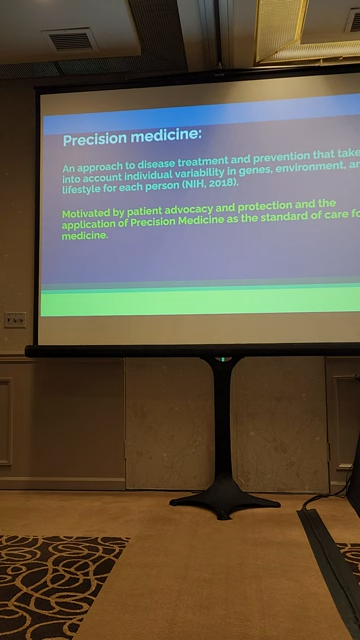 Precision medicine:
An approach to disease treatment and prevention that take
into account individual variability in genes, environment, an
lifestyle for each person (NIH, 2018).
Motivated by patient advocacy and protection and the
application of Precision Medicine as the standard of care fo
medicine.